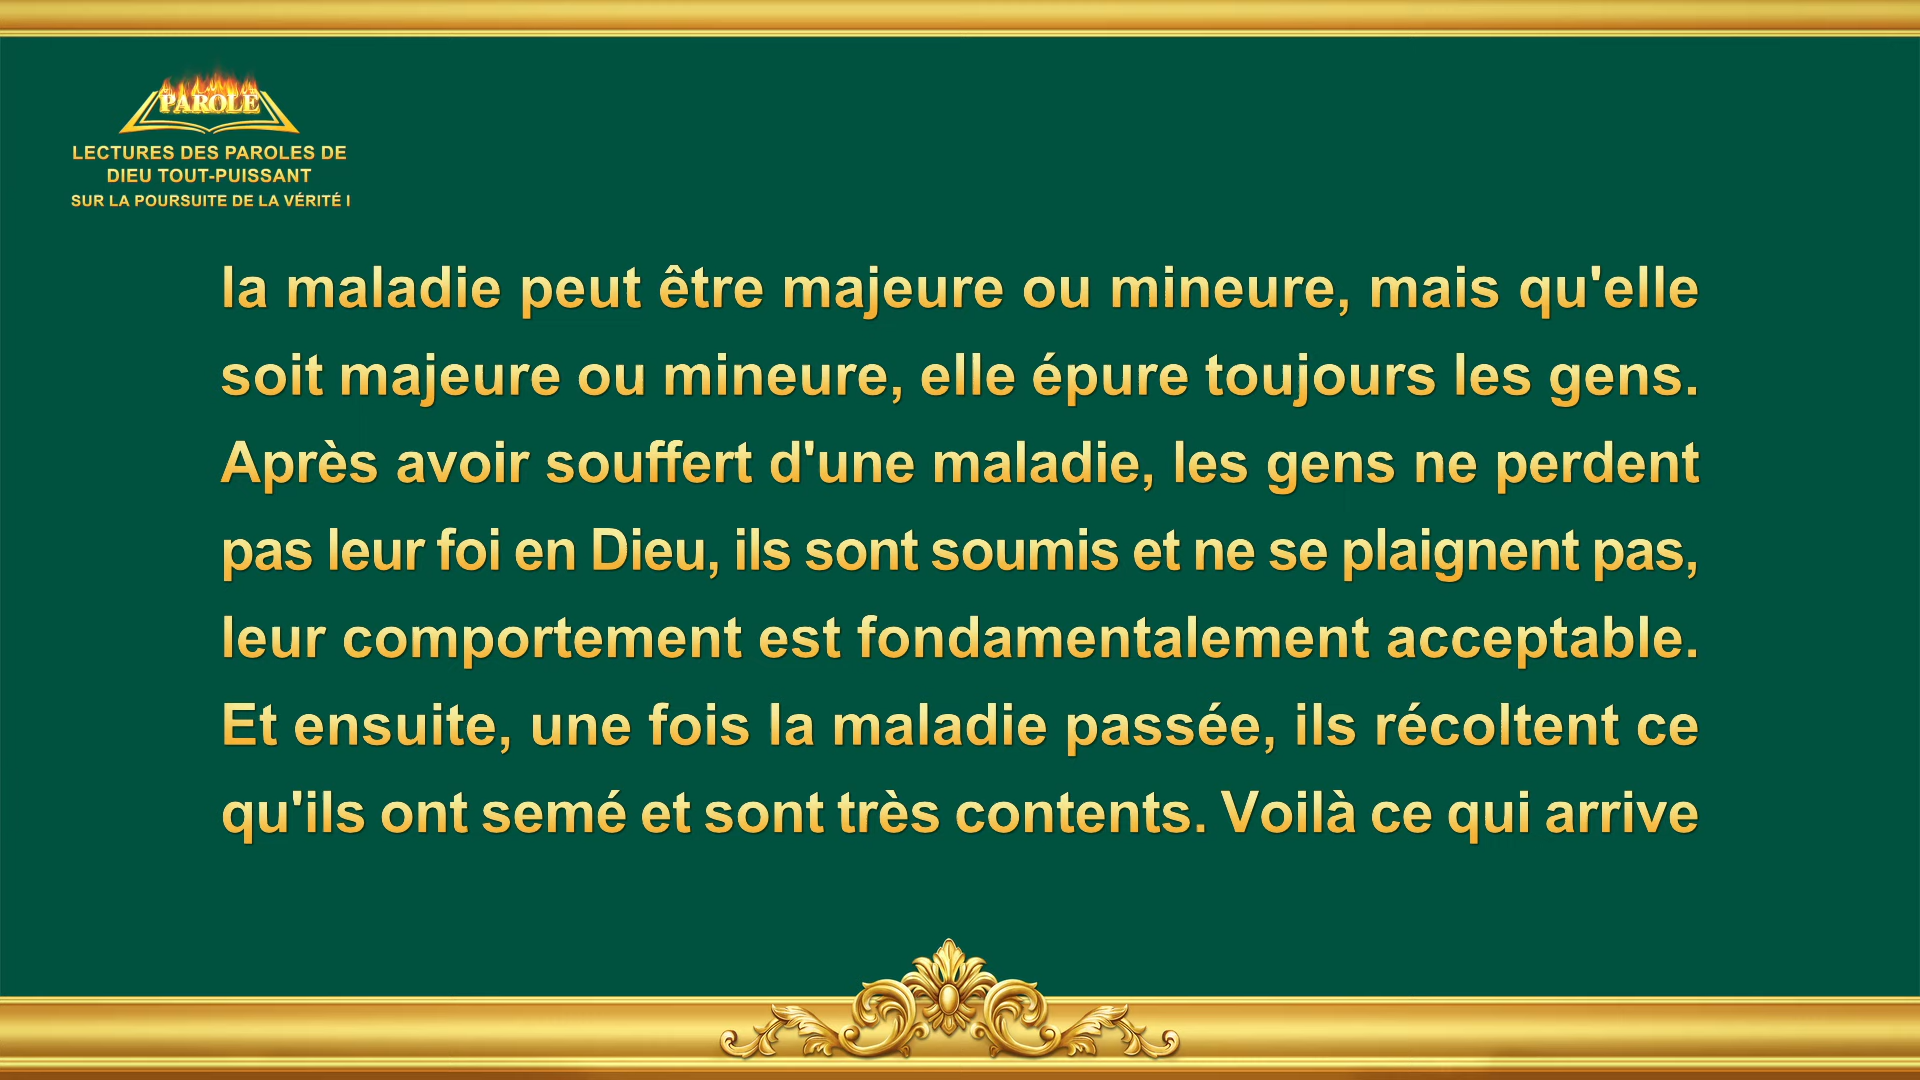 PAROLE
LECTURES DES PAROLES DE
DIEU TOUT-PUISSANT
SUR LA POURSUITE DE LA VÉRITÉ I
la maladie peut être majeure ou mineure, mais qu'elle
soit majeure ou mineure, elle épure toujours les gens.
Après avoir souffert d'une maladie, les gens ne perdent
pas leur foi en Dieu, ils sont soumis et ne se plaignent pas,
leur comportement est fondamentalement acceptable.
Et ensuite, une fois la maladie passée, ils récoltent ce
qu'ils ont semé et sont très contents. Voilà ce qui arrive